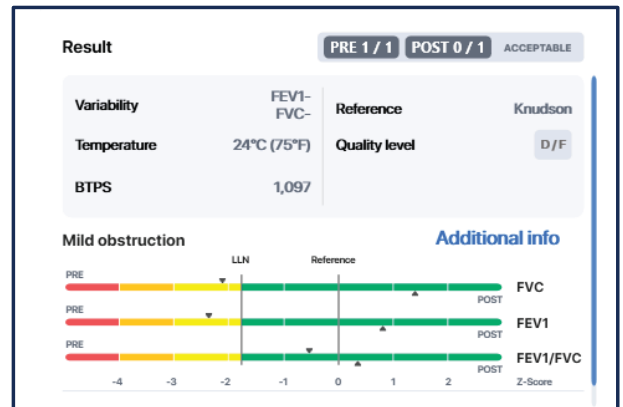 Result PRE 1 / 1 POST 0 / 1 ACCEPTABLE
Variability FEV1-
FVC-
Reference Knudson
Temperature 24°C (75°F) Quality level D/F
BTPS 1,097
Mild obstruction Additional info
LLN Reference
PRE
FVC
POST
PRE
FEV1
POST
PRE
FEV1/FVC
POST
-4 -3 -2 -1 0 1 2 Z-Score